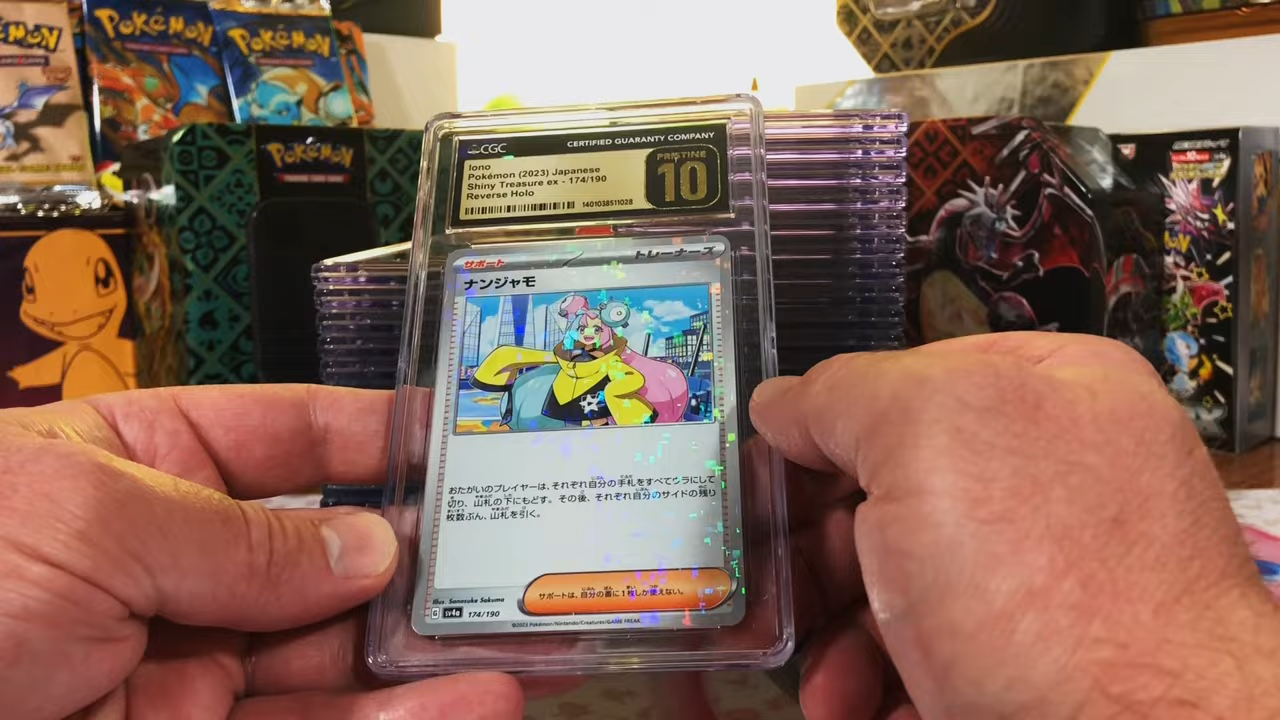 Pokémon
Pokémon
Pokémon
CGC
CERTIFIED GUARANTY COMPANY
Iono
Pokémon (2023) Japanese
Shiny Treasure ex - 174/190
Reverse Holo
1401038511028
PRISTINE
10
サポート
トレーナーズ
ナンジャモ
おたがいのプレイヤーは、それぞれ自分の手札をすべてウラにして
切り、山札の下にもどす。その後、それぞれ自分のサイドの残り
枚数ぶん、山札を引く。
サポートは、自分の番に1枚しか使えない。
Illus. Sanosuke Sakuma
G sv4a 174/190
©2023 Pokémon/Nintendo/Creatures/GAME FREAK